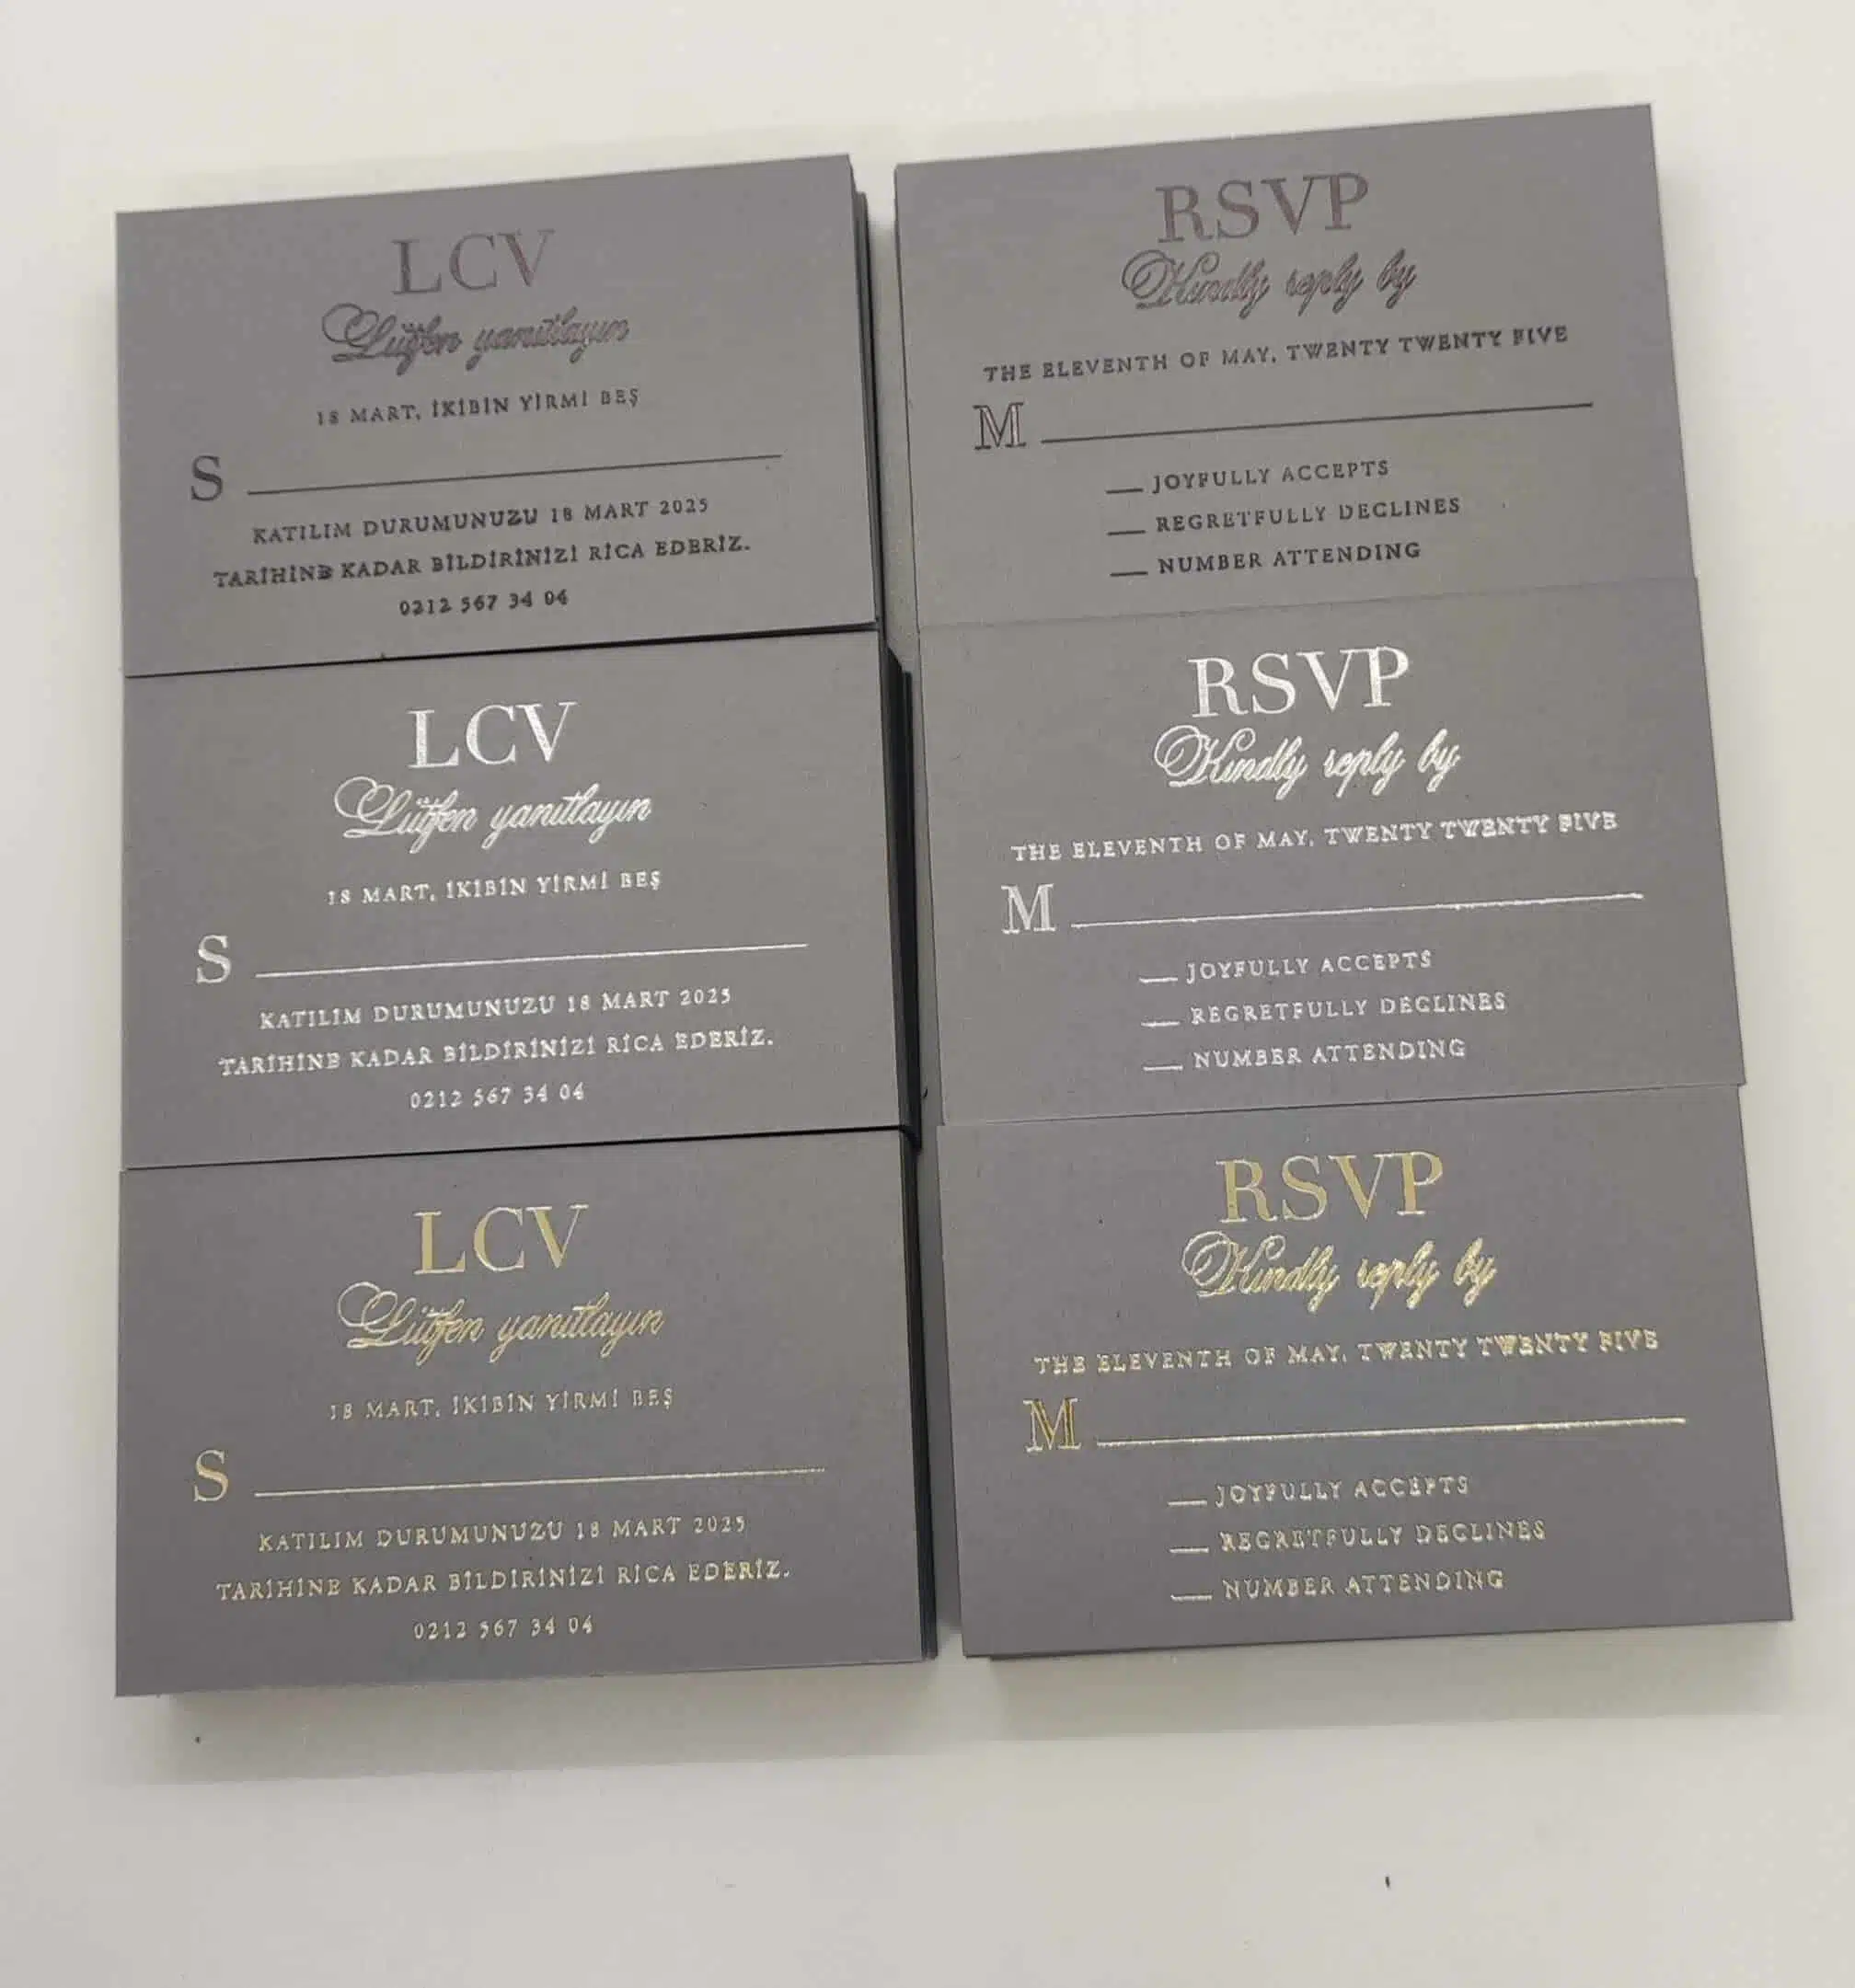 LCV
Lütfen yanıtlayın
18 MART, İKİBİN YİRMİ BEŞ
S
KATILIM DURUMUNUZU 18 MART 2025
TARİHİNE KADAR BİLDİRİNİZİ RİCA EDERİZ.
0212 567 34 04
LCV
Lütfen yanıtlayın
18 MART, İKİBİN YİRMİ BEŞ
S
KATILIM DURUMUNUZU 18 MART 2025
TARİHİNE KADAR BİLDİRİNİZİ RİCA EDERİZ.
0212 567 34 04
LCV
Lütfen yanıtlayın
18 MART, İKİBİN YİRMİ BEŞ
S
KATILIM DURUMUNUZU 18 MART 2025
TARİHİNE KADAR BİLDİRİNİZİ RİCA EDERİZ.
0212 567 34 04
RSVP
Kindly reply by
THE ELEVENTH OF MAY, TWENTY TWENTY FIVE
M
JOYFULLY ACCEPTS
REGRETFULLY DECLINES
NUMBER ATTENDING
RSVP
Kindly reply by
THE ELEVENTH OF MAY, TWENTY TWENTY FIVE
M
JOYFULLY ACCEPTS
REGRETFULLY DECLINES
NUMBER ATTENDING
RSVP
Kindly reply by
THE ELEVENTH OF MAY, TWENTY TWENTY FIVE
M
JOYFULLY ACCEPTS
REGRETFULLY DECLINES
NUMBER ATTENDING